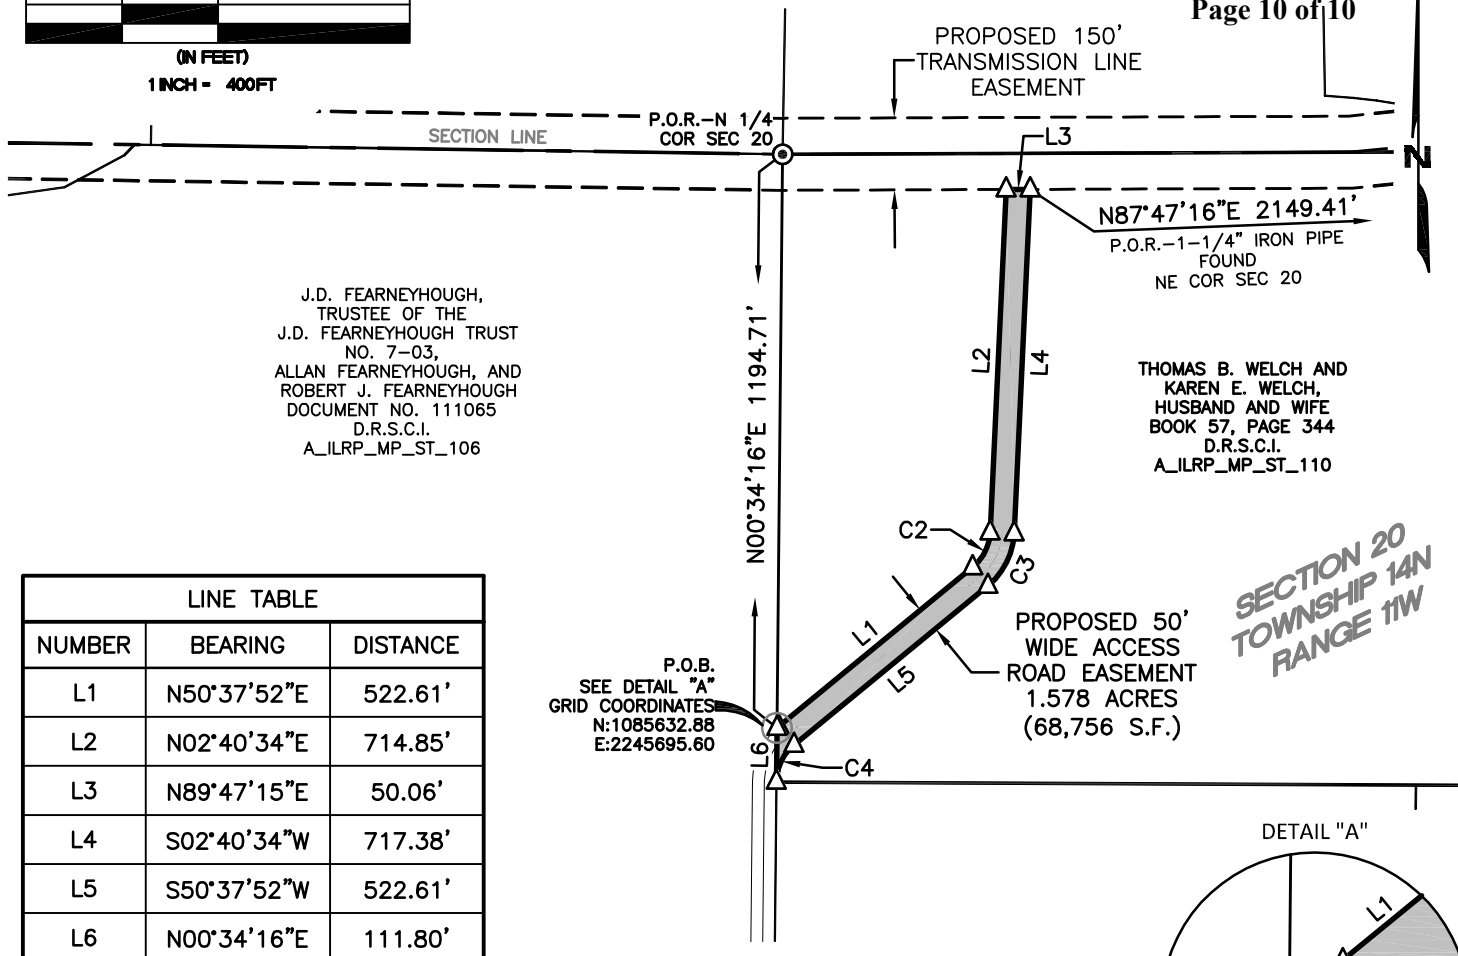 Page 10 of 10
(IN FEET)
1 INCH = 400FT
PROPOSED 150'
TRANSMISSION LINE
EASEMENT
P.O.R.-N 1/4
COR SEC 20
SECTION LINE
L3
N
N87°47'16"E 2149.41'
P.O.R.-1-1/4" IRON PIPE
FOUND
NE COR SEC 20
J.D. FEARNEYHOUGH,
TRUSTEE OF THE
J.D. FEARNEYHOUGH TRUST
NO. 7-03,
ALLAN FEARNEYHOUGH, AND
ROBERT J. FEARNEYHOUGH
DOCUMENT NO. 111065
D.R.S.C.I.
A_ILRP_MP_ST_106
N00°34'16"E 1194.71'
L2
L4
THOMAS B. WELCH AND
KAREN E. WELCH,
HUSBAND AND WIFE
BOOK 57, PAGE 344
D.R.S.C.I.
A_ILRP_MP_ST_110
C2
C3
SECTION 20
TOWNSHIP 14N
RANGE 11W
L1
L5
PROPOSED 50'
WIDE ACCESS
ROAD EASEMENT
1.578 ACRES
(68,756 S.F.)
P.O.B.
SEE DETAIL "A"
GRID COORDINATES
N:1085632.88
E:2245695.60
L6
C4
LINE TABLE
NUMBER BEARING DISTANCE
L1 N50°37'52"E 522.61'
L2 N02°40'34"E 714.85'
L3 N89°47'15"E 50.06'
L4 S02°40'34"W 717.38'
L5 S50°37'52"W 522.61'
L6 N00°34'16"E 111.80'
DETAIL "A"
L1